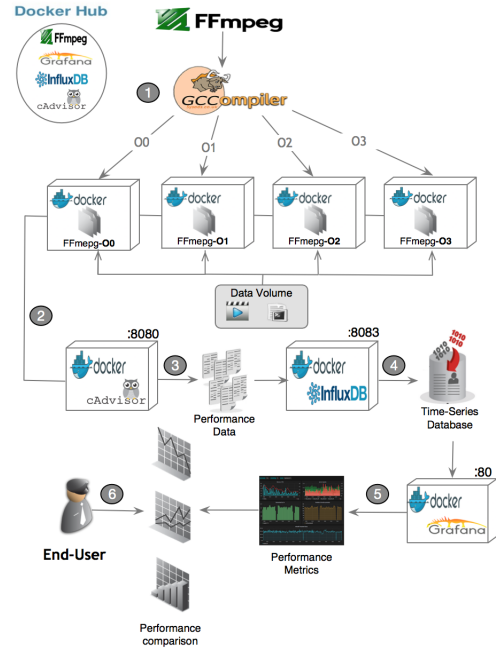 Docker Hub
FFmpeg
FFmpeg
Grafana
InfluxDB
cAdvisor
1
GCCompiler
O0
O1
O2
O3
docker
docker
docker
docker
FFmepg-O0
FFmepg-O1
FFmepg-O2
FFmepg-O3
Data Volume
2
:8080
:8083
docker
cAdvisor
3
Performance
Data
docker
InfluxDB
4
1010
1010
1010
1010
Time-Series
Database
:80
docker
Grafana
5
Performance
Metrics
6
End-User
Performance
comparison